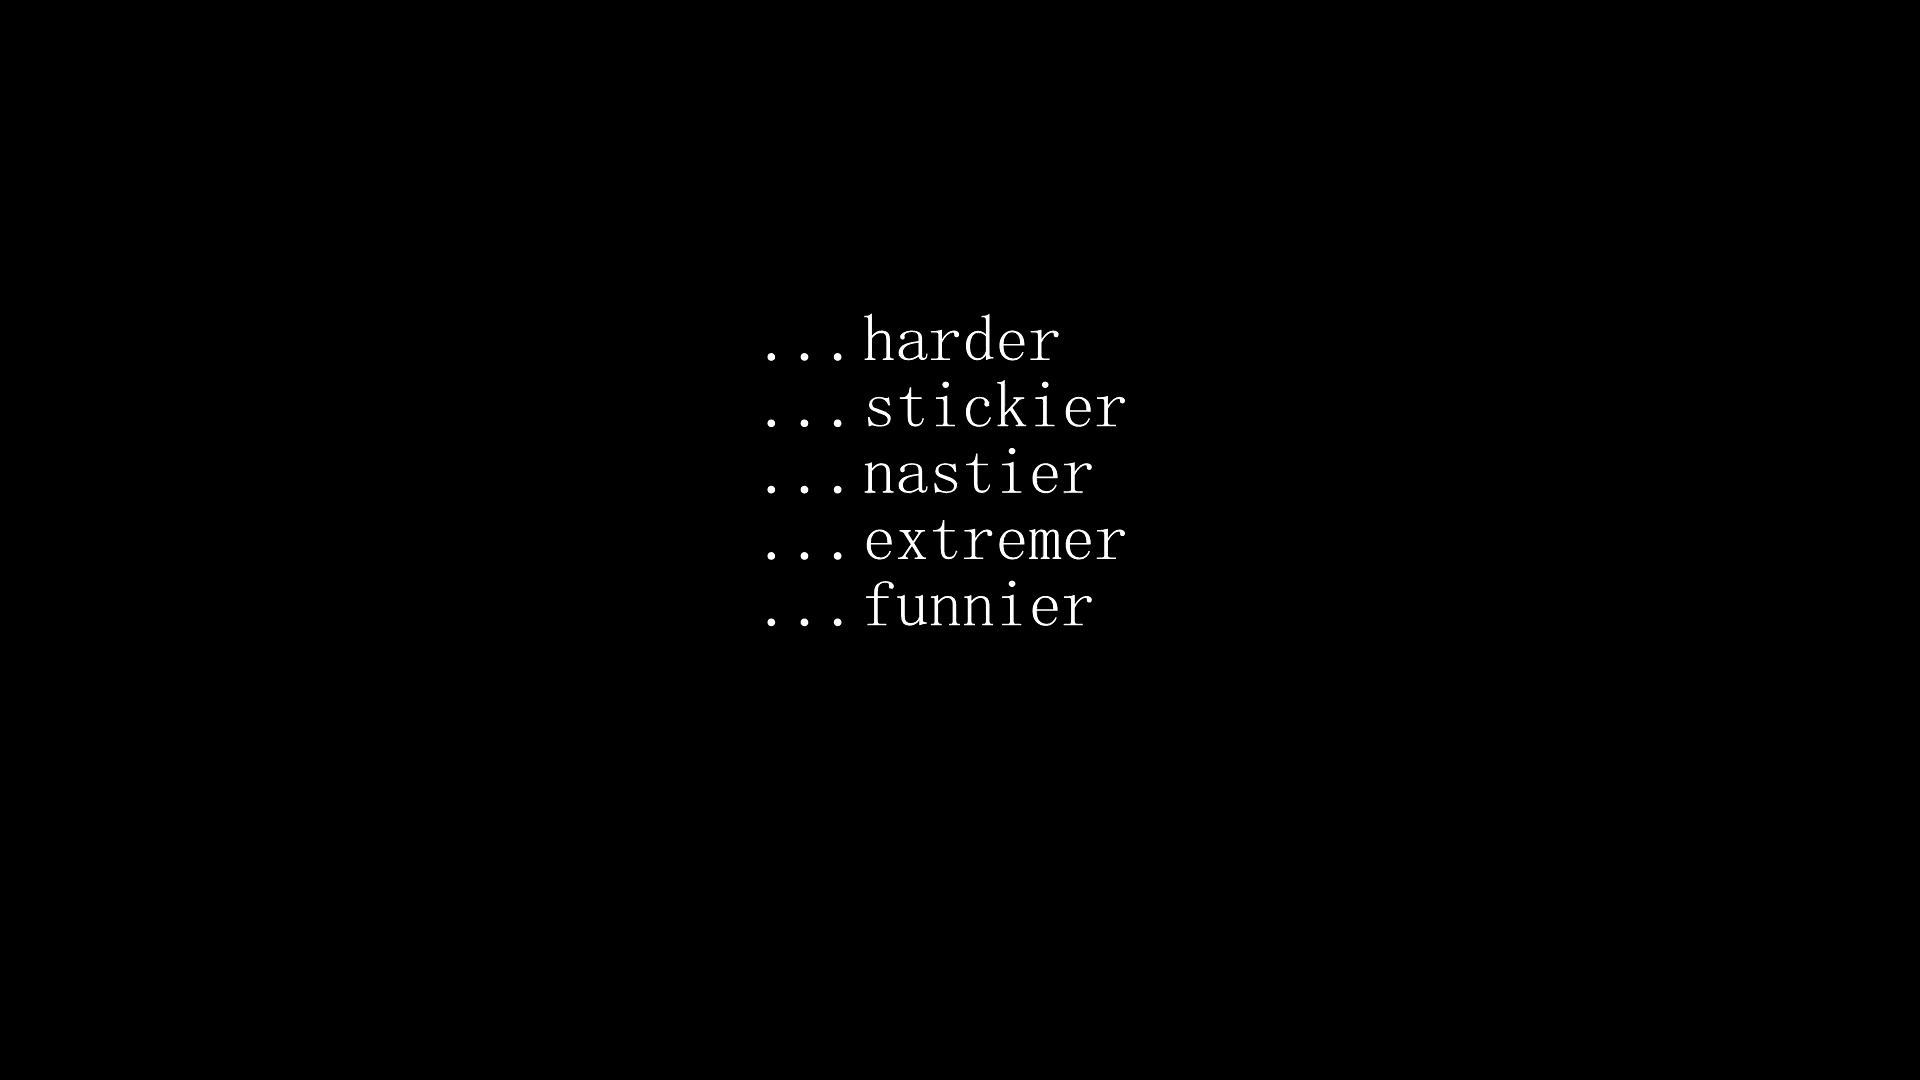 ...harder
...stickier
...nastier
...extremer
...funnier